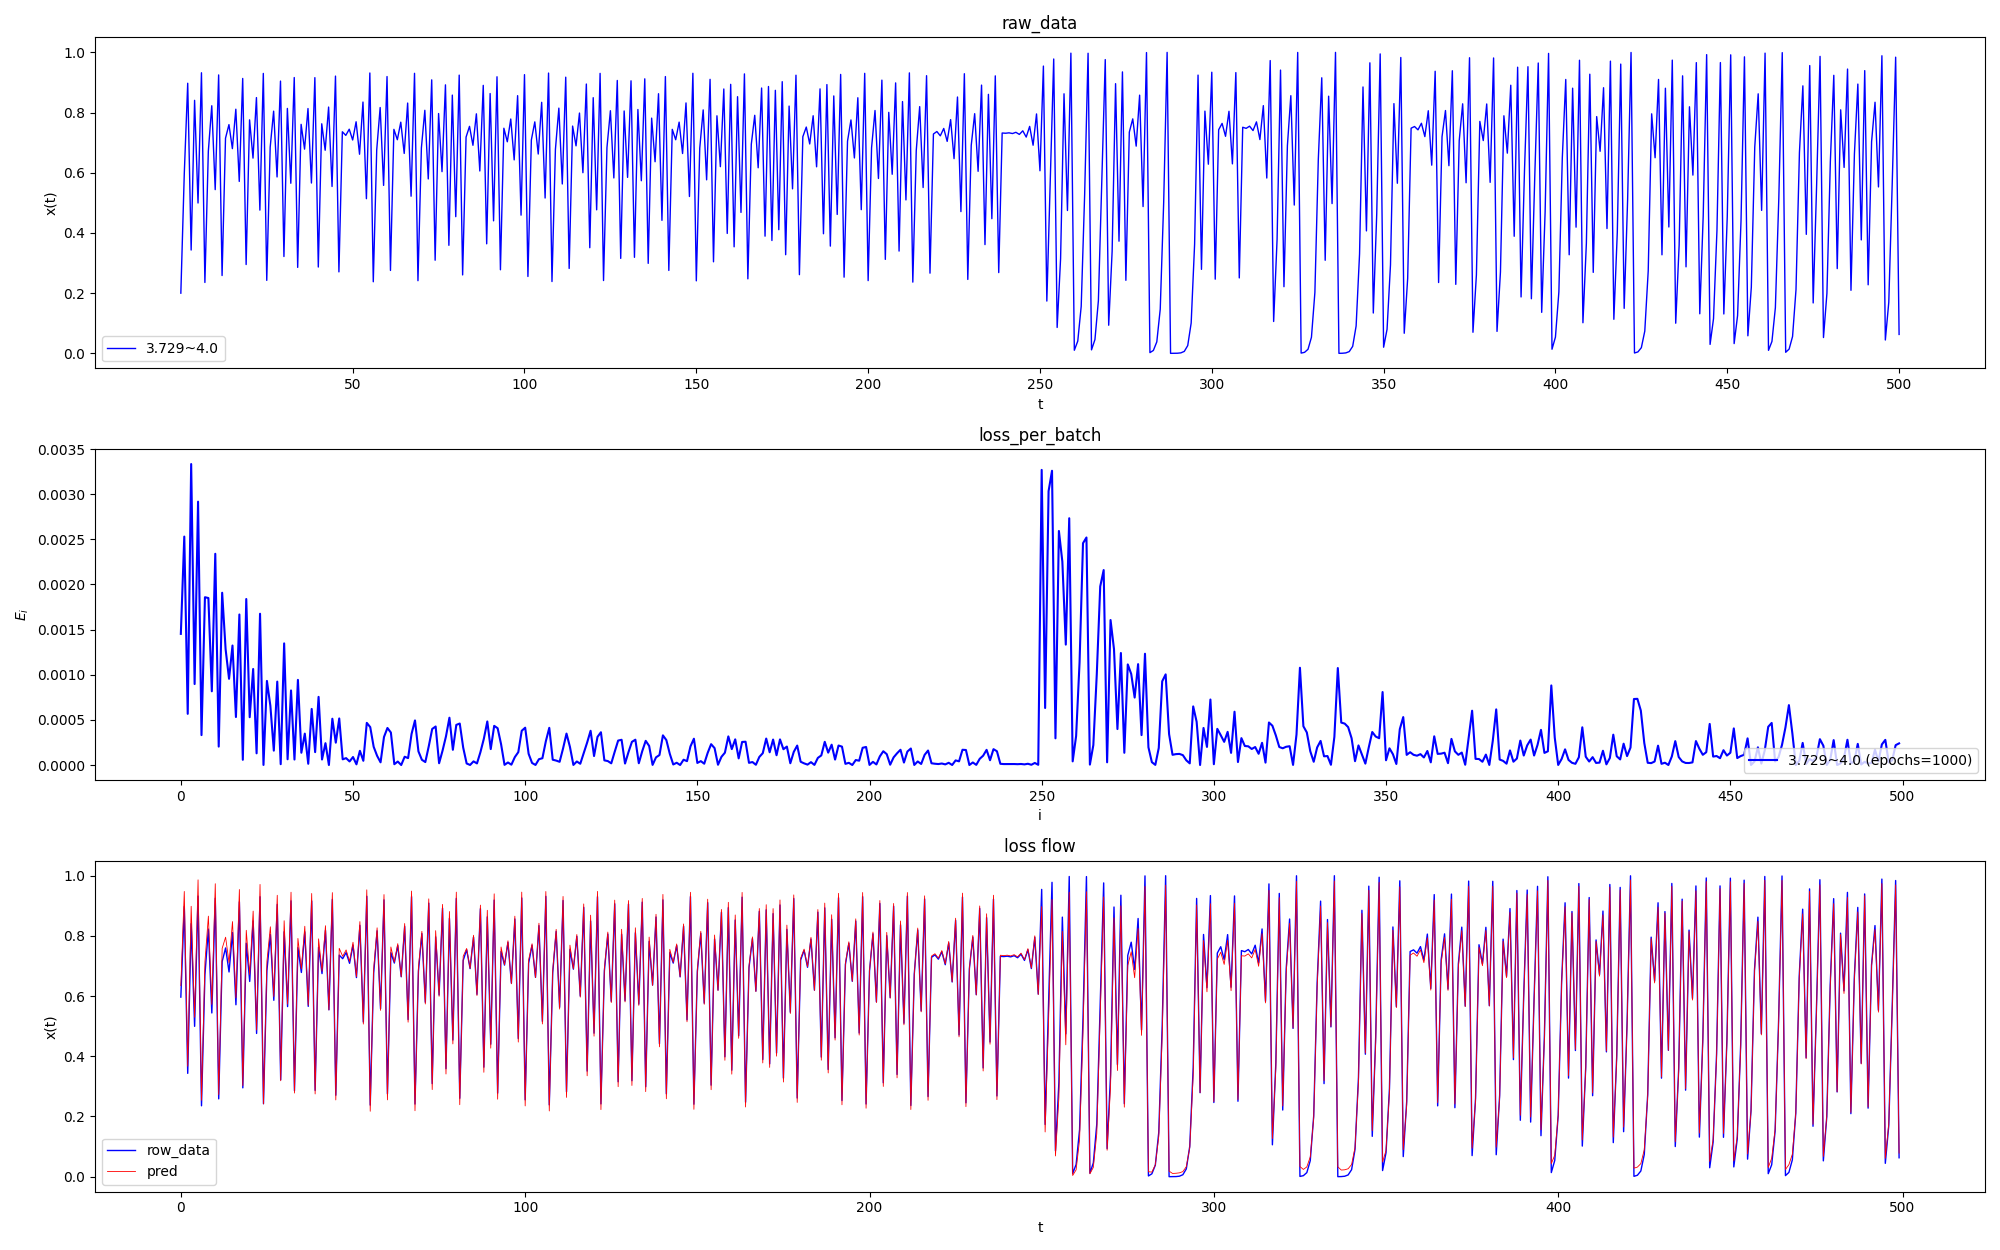 raw_data
1.0
0.8
0.6
0.4
0.2
0.0
x(t)
3.729~4.0
50 100 150 200 250 300 350 400 450 500
t
loss_per_batch
0.0035
0.0030
0.0025
0.0020
0.0015
0.0010
0.0005
0.0000
E_i
3.729~4.0 (epochs=1000)
0 50 100 150 200 250 300 350 400 450 500
i
loss flow
1.0
0.8
0.6
0.4
0.2
0.0
x(t)
row_data
pred
0 100 200 300 400 500
t